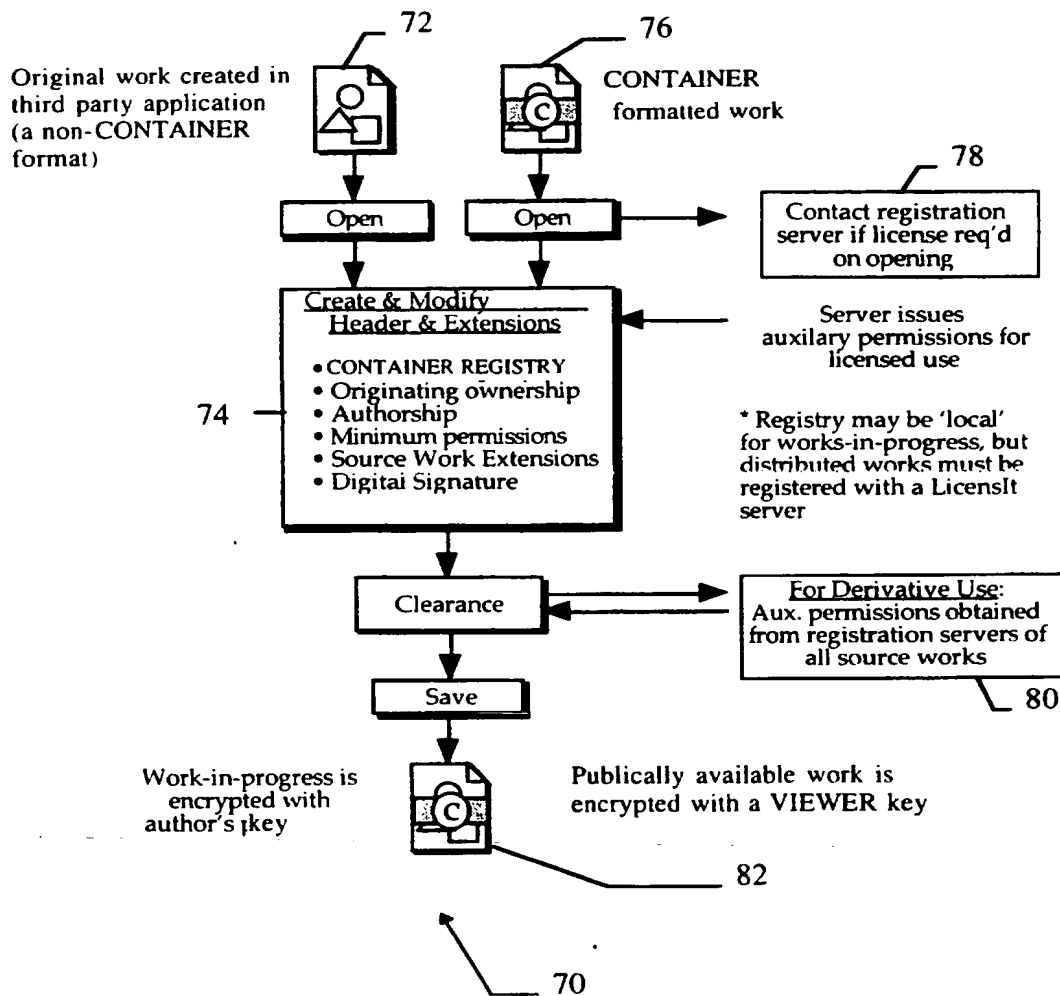 72
76
Original work created in
third party application
(a non-CONTAINER
format)
CONTAINER
formatted work
C
78
Open
Open
Contact registration
server if license req'd
on opening
Create & Modify
Header & Extensions
• CONTAINER REGISTRY
• Originating ownership
• Authorship
• Minimum permissions
• Source Work Extensions
• Digital Signature
74
Server issues
auxilary permissions for
licensed use
* Registry may be 'local'
for works-in-progress, but
distributed works must be
registered with a LicensIt
server
Clearance
For Derivative Use:
Aux. permissions obtained
from registration servers of
all source works
80
Save
Work-in-progress is
encrypted with
author's key
C
Publically available work is
encrypted with a VIEWER key
82
70